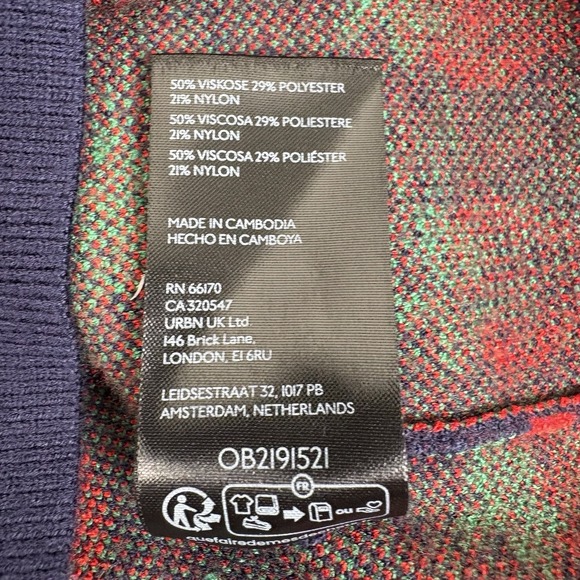 50% VISKOSE 29% POLYESTER
21% NYLON
50% VISCOSA 29% POLIESTERE
21% NYLON
50% VISCOSA 29% POLIÉSTER
21% NYLON
MADE IN CAMBODIA
HECHO EN CAMBOYA
RN 66170
CA 320547
URBN UK Ltd.
146 Brick Lane,
LONDON, E1 6RU
LEIDSESTRAAT 32, 1017 PB
AMSTERDAM, NETHERLANDS
OB2191521
FR
OU